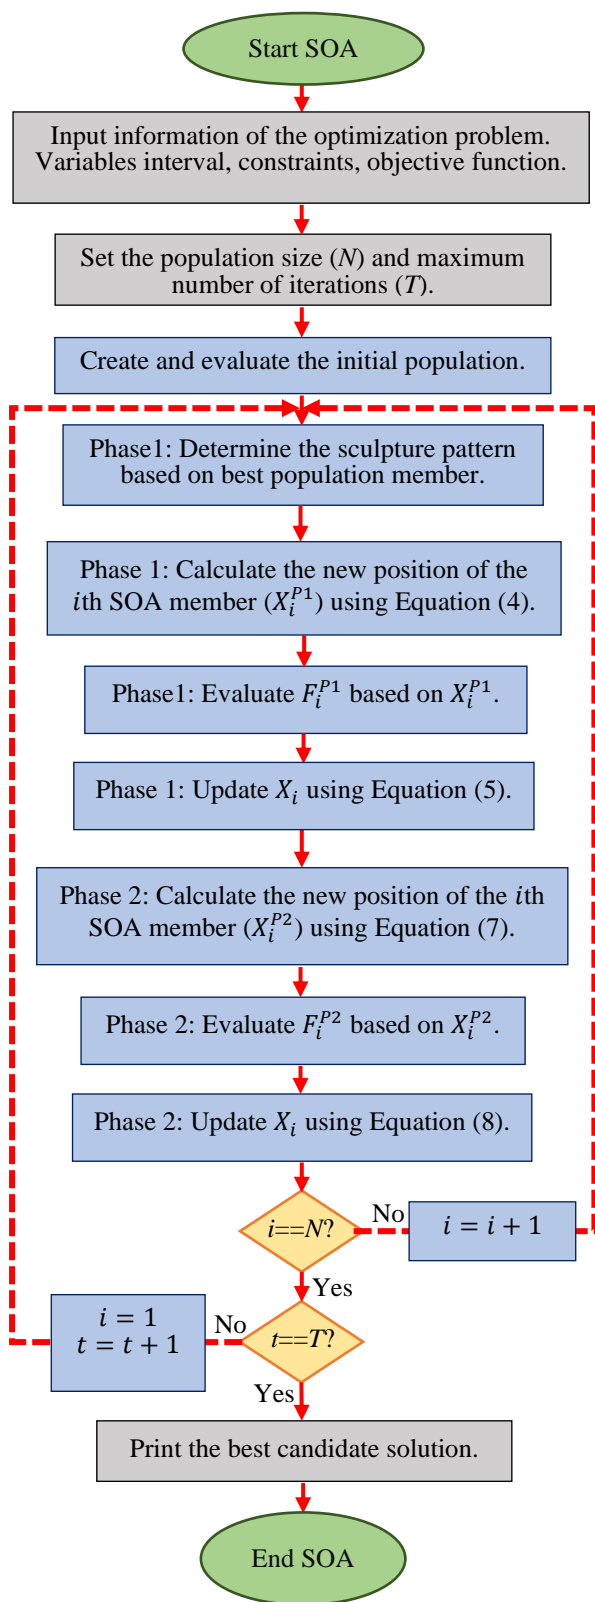 Start SOA
Input information of the optimization problem.
Variables interval, constraints, objective function.
Set the population size (N) and maximum
number of iterations (T).
Create and evaluate the initial population.
Phase1: Determine the sculpture pattern
based on best population member.
Phase 1: Calculate the new position of the
ith SOA member (X_i^{P1}) using Equation (4).
Phase1: Evaluate F_i^{P1} based on X_i^{P1}.
Phase 1: Update X_i using Equation (5).
Phase 2: Calculate the new position of the ith
SOA member (X_i^{P2}) using Equation (7).
Phase 2: Evaluate F_i^{P2} based on X_i^{P2}.
Phase 2: Update X_i using Equation (8).
i==N?
No
i = i + 1
Yes
i = 1
t = t + 1
No
t==T?
Yes
Print the best candidate solution.
End SOA